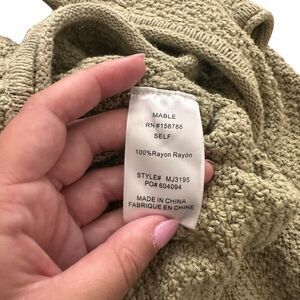 MABLE
RN#158788
SELF:
100%Rayon Rayón
STYLE# MJ3195
PO# 604094
MADE IN CHINA
FABRIQUE EN CHINE